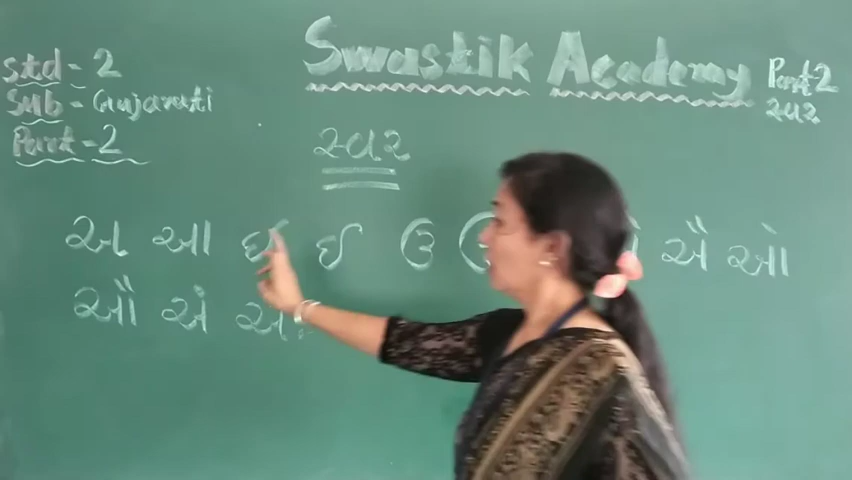 Swastik Academy
std - 2
Sub - Gujarati
Part - 2
Part 2
સ્વર
સ્વર
અ આ ઇ ઈ ઉ ઐ ઓ
ઔ અં અઃ